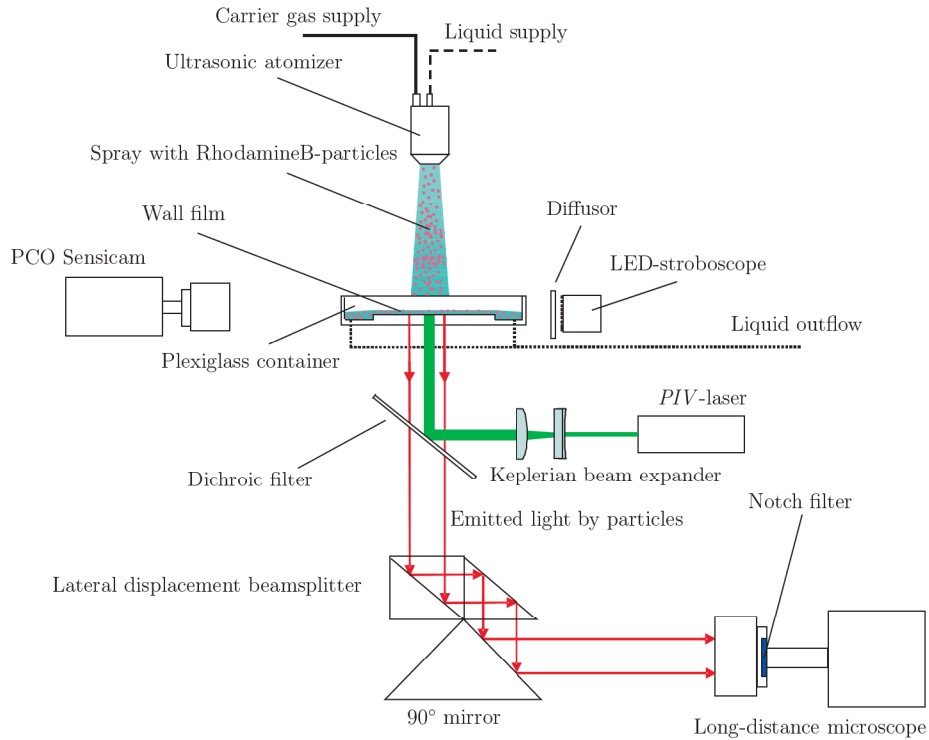 Carrier gas supply
Liquid supply
Ultrasonic atomizer
Spray with RhodamineB-particles
Wall film
Diffusor
PCO Sensicam
LED-stroboscope
Liquid outflow
Plexiglass container
PIV-laser
Dichroic filter
Keplerian beam expander
Notch filter
Emitted light by particles
Lateral displacement beamsplitter
90° mirror
Long-distance microscope